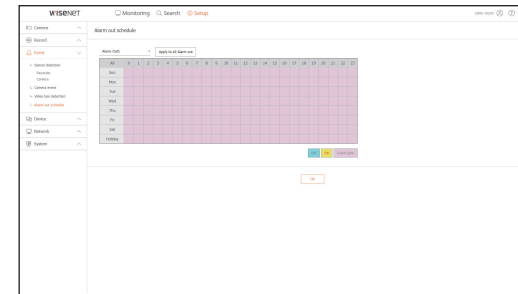 WISENET
Monitoring Search Setup
Camera
Record
Event
Sensor detection
Recorder
Camera
Camera event
Video loss detection
Alarm out schedule
Device
Network
System
Alarm out schedule
Apply to All Alarm out
All 0 1 2 3 4 5 6 7 8 9 10 11 12 13 14 15 16 17 18 19 20 21 22 23
Sun
Mon
Tue
Wed
Thu
Fri
Sat
Holiday
On Off Event Sync
OK